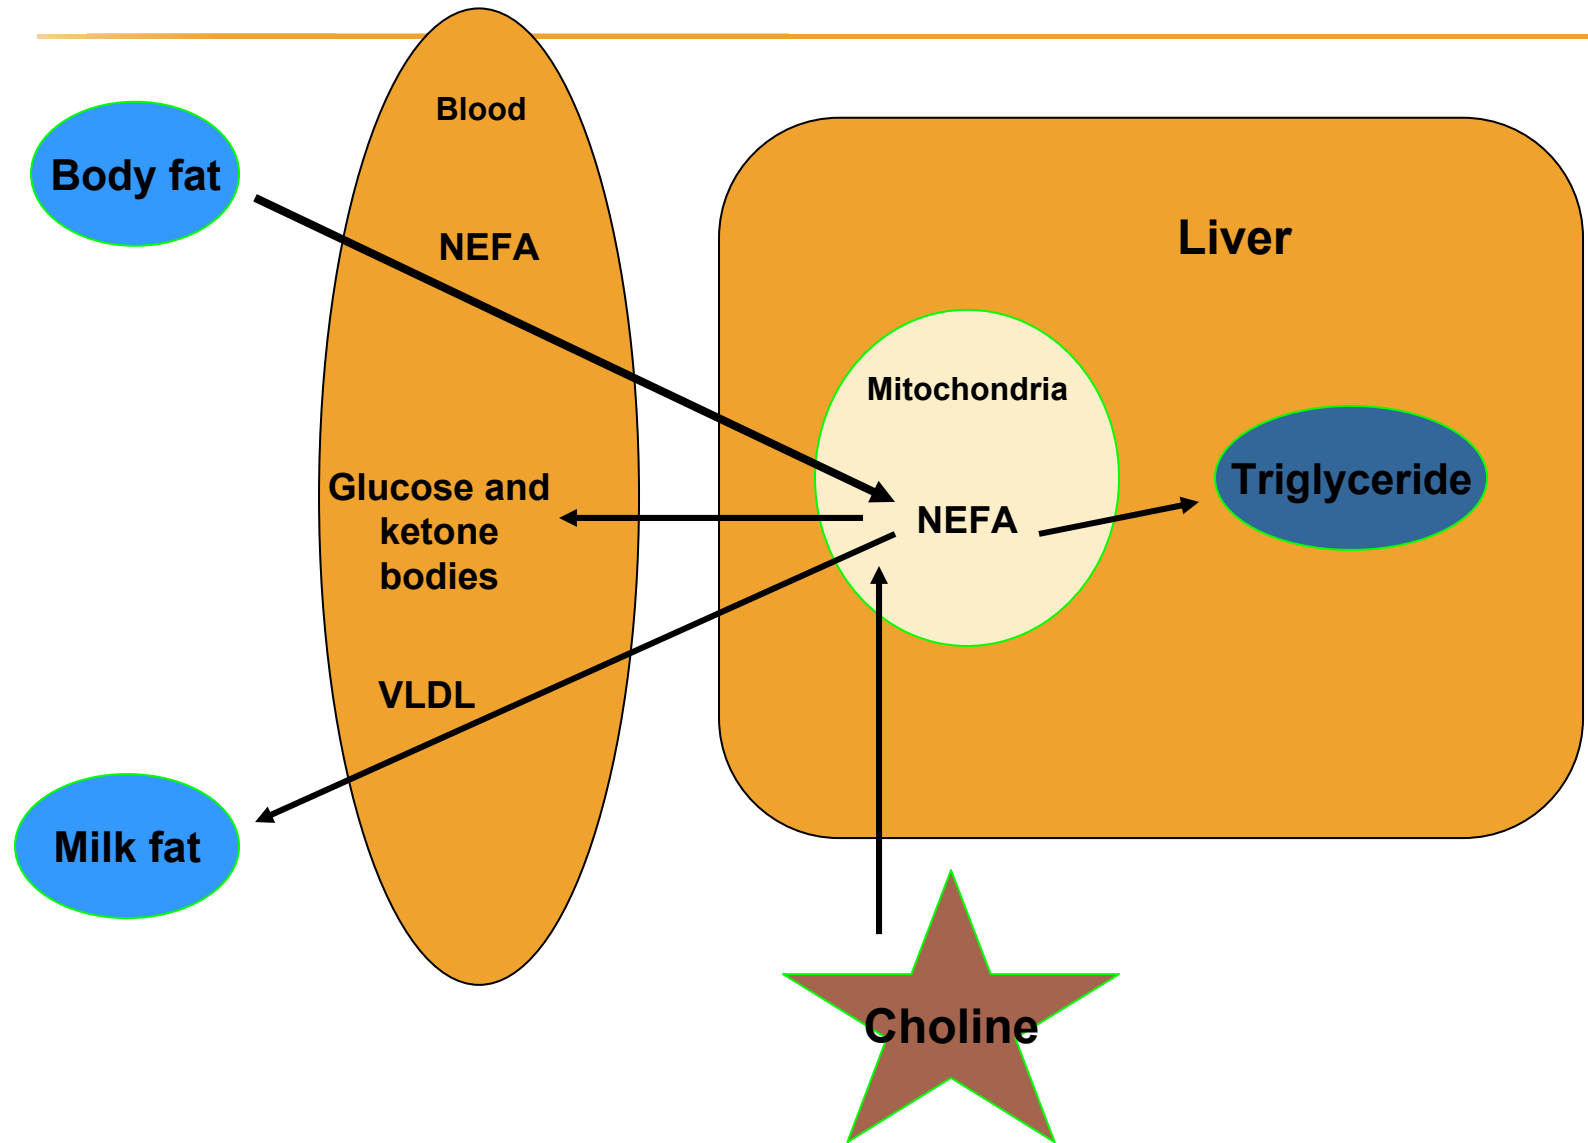 Blood
Body fat
NEFA
Liver
Mitochondria
Glucose and
ketone
bodies
NEFA
Triglyceride
VLDL
Milk fat
Choline